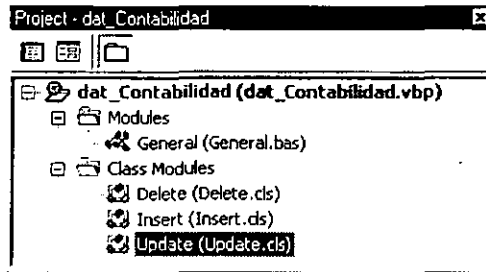 Project - dat_Contabilidad
dat_Contabilidad (dat_Contabilidad.vbp)
Modules
General (General.bas)
Class Modules
Delete (Delete.cls)
Insert (Insert.cls)
Update (Update.cls)